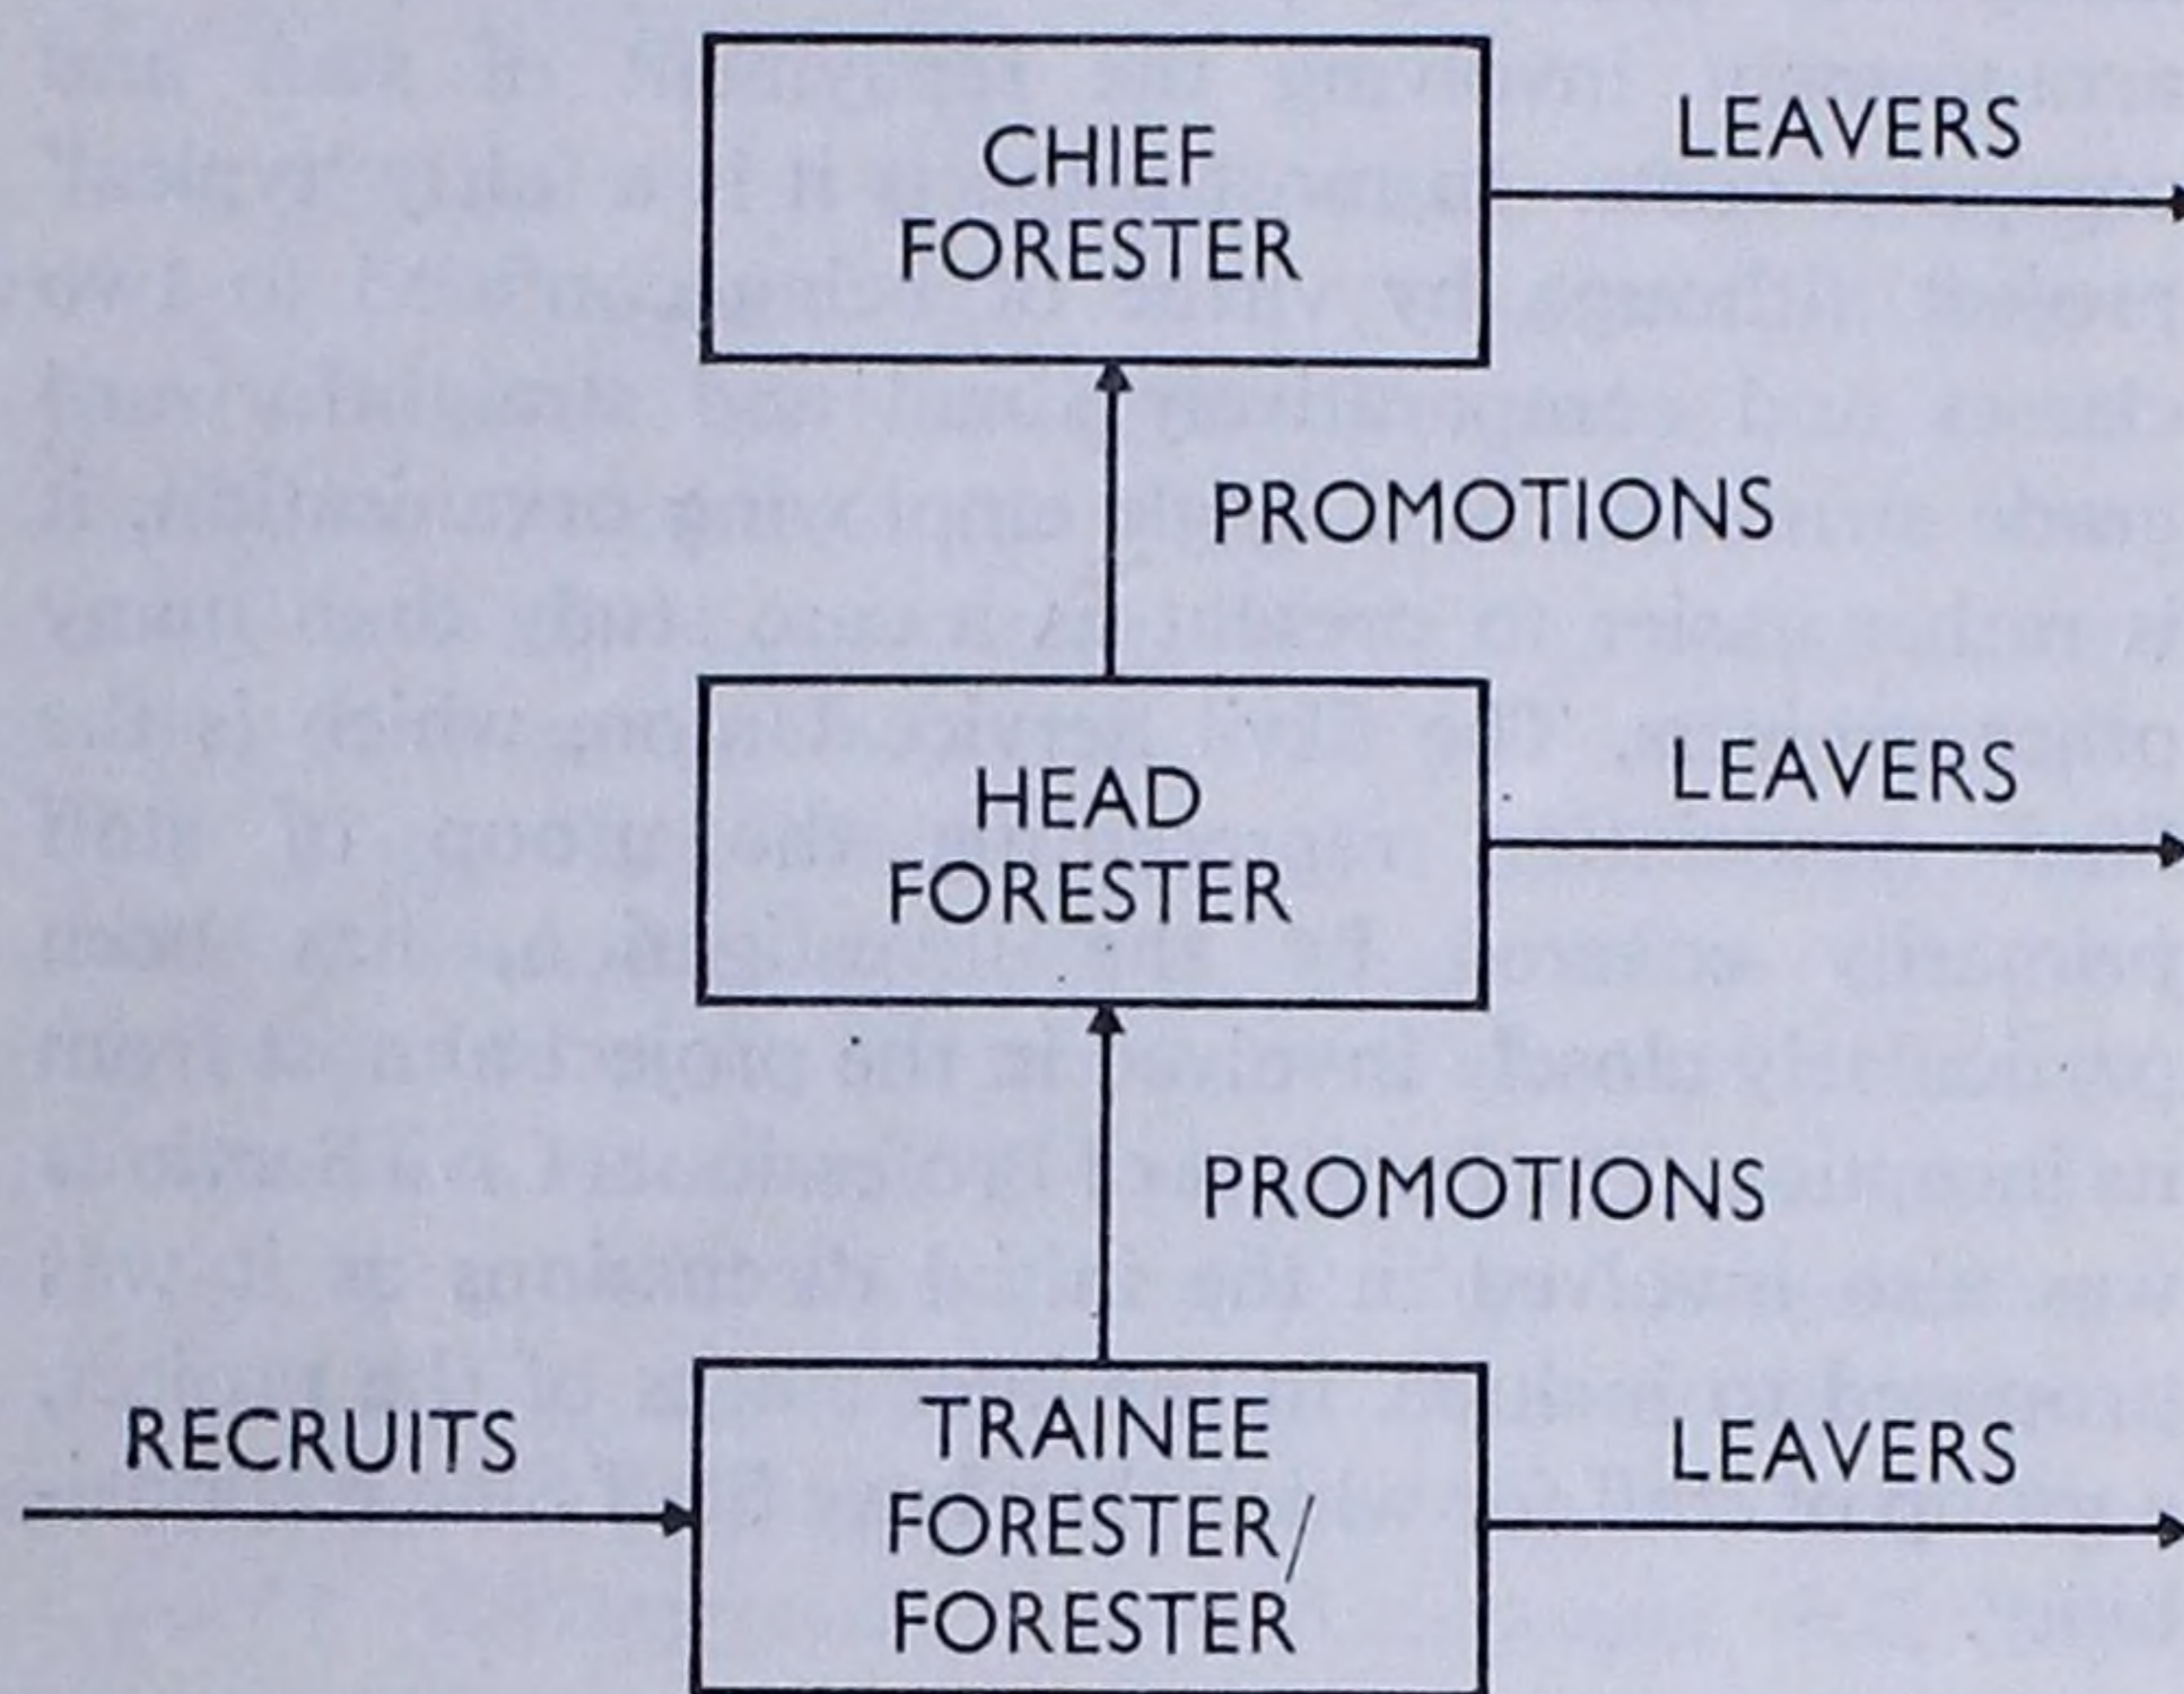 CHIEF
FORESTER
LEAVERS
PROMOTIONS
HEAD
FORESTER
LEAVERS
PROMOTIONS
RECRUITS
TRAINEE
FORESTER/
FORESTER
LEAVERS